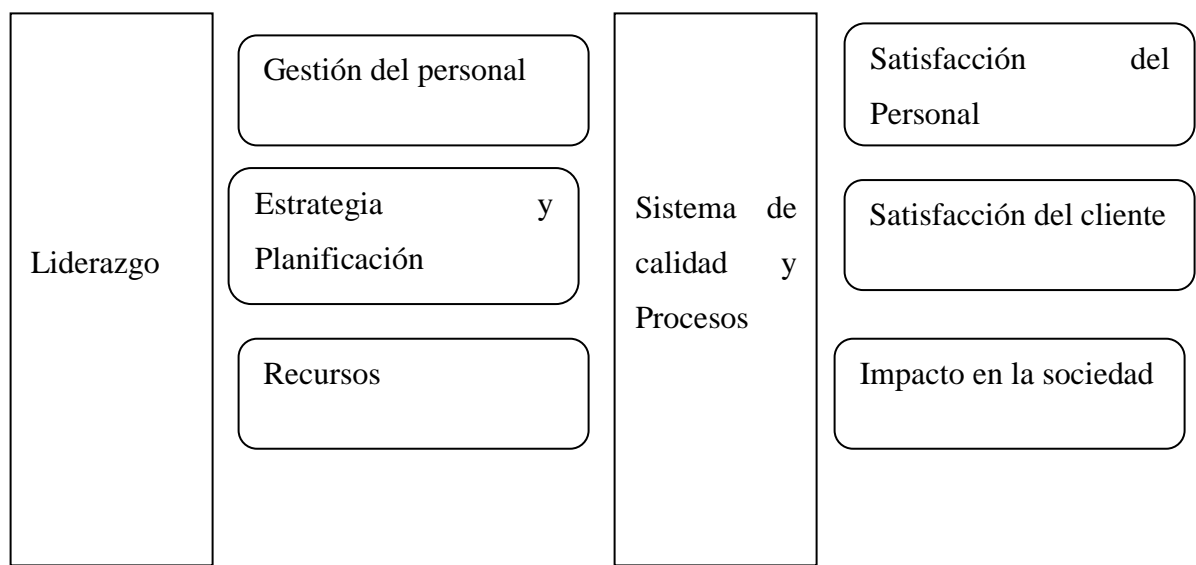 Liderazgo
Gestión del personal
Estrategia y
Planificación
Recursos
Sistema de
calidad y
Procesos
Satisfacción del
Personal
Satisfacción del cliente
Impacto en la sociedad